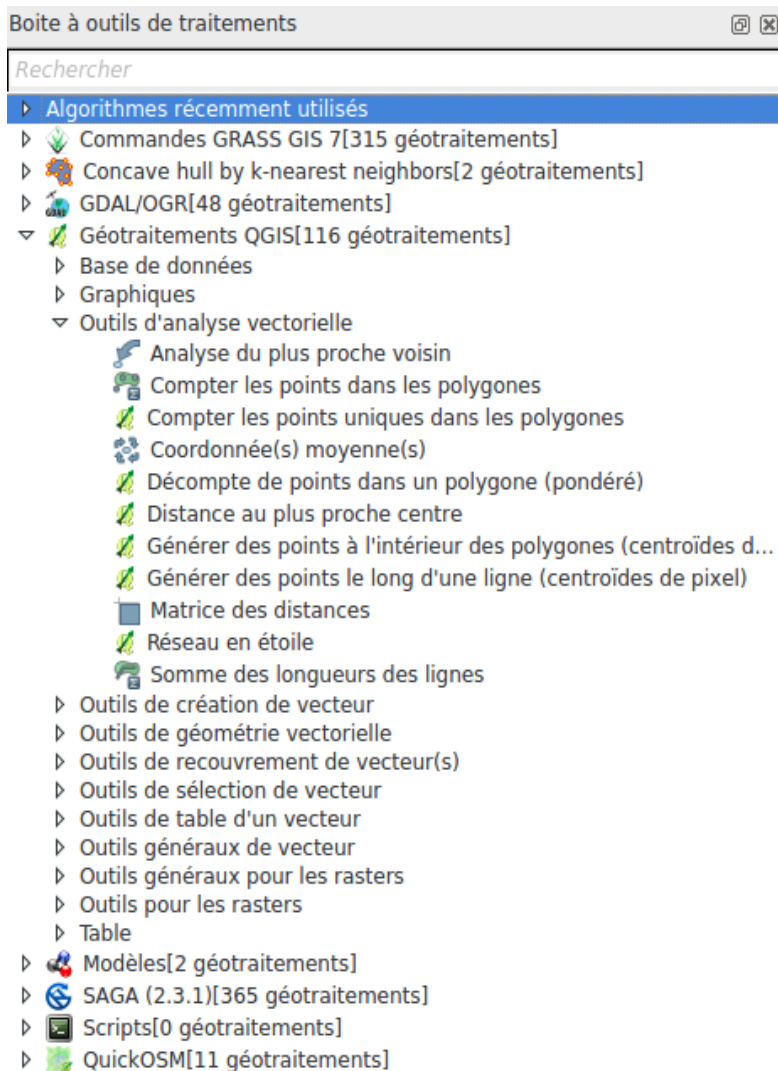 Boite à outils de traitements
Rechercher
Algorithmes récemment utilisés
Commandes GRASS GIS 7[315 géotraitements]
Concave hull by k-nearest neighbors[2 géotraitements]
GDAL/OGR[48 géotraitements]
Géotraitements QGIS[116 géotraitements]
Base de données
Graphiques
Outils d'analyse vectorielle
Analyse du plus proche voisin
Compter les points dans les polygones
Compter les points uniques dans les polygones
Coordonnée(s) moyenne(s)
Décompte de points dans un polygone (pondéré)
Distance au plus proche centre
Générer des points à l'intérieur des polygones (centroïdes d...
Générer des points le long d'une ligne (centroïdes de pixel)
Matrice des distances
Réseau en étoile
Somme des longueurs des lignes
Outils de création de vecteur
Outils de géométrie vectorielle
Outils de recouvrement de vecteur(s)
Outils de sélection de vecteur
Outils de table d'un vecteur
Outils généraux de vecteur
Outils généraux pour les rasters
Outils pour les rasters
Table
Modèles[2 géotraitements]
SAGA (2.3.1)[365 géotraitements]
Scripts[0 géotraitements]
QuickOSM[11 géotraitements]